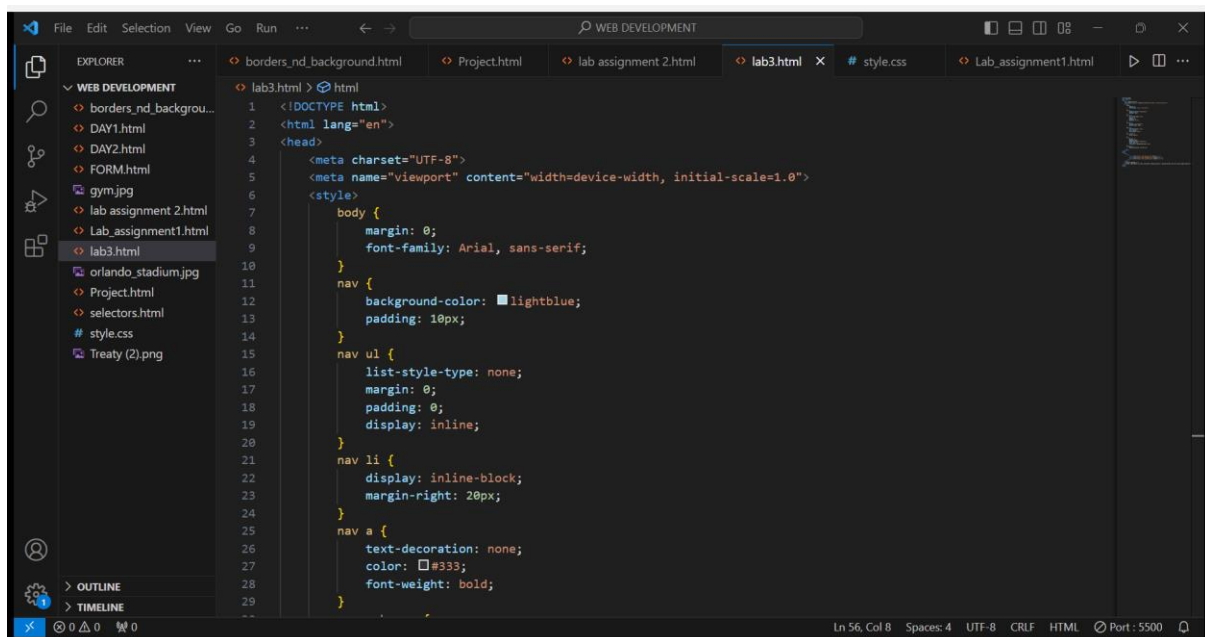 File Edit Selection View Go Run ... WEB DEVELOPMENT
EXPLORER ...
borders_nd_background.html Project.html lab assignment 2.html lab3.html # style.css Lab_assignment1.html ...
WEB DEVELOPMENT
borders_nd_backgrou...
DAY1.html
DAY2.html
FORM.html
gym.jpg
lab assignment 2.html
Lab_assignment1.html
lab3.html
orlando_stadium.jpg
Project.html
selectors.html
# style.css
Treaty (2).png
> OUTLINE
> TIMELINE
1
lab3.html > html
1 <!DOCTYPE html>
2 <html lang="en">
3 <head>
4 <meta charset="UTF-8">
5 <meta name="viewport" content="width=device-width, initial-scale=1.0">
6 <style>
7 body {
8 margin: 0;
9 font-family: Arial, sans-serif;
10 }
11 nav {
12 background-color: lightblue;
13 padding: 10px;
14 }
15 nav ul {
16 list-style-type: none;
17 margin: 0;
18 padding: 0;
19 display: inline;
20 }
21 nav li {
22 display: inline-block;
23 margin-right: 20px;
24 }
25 nav a {
26 text-decoration: none;
27 color: #333;
28 font-weight: bold;
29 }
0 0 0 Ln 56, Col 8 Spaces: 4 UTF-8 CRLF HTML Port : 5500